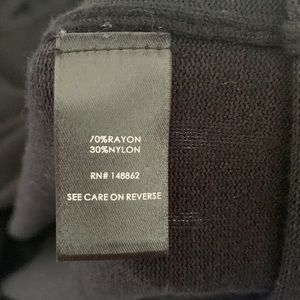 70%RAYON
30%NYLON
RN# 148862
SEE CARE ON REVERSE